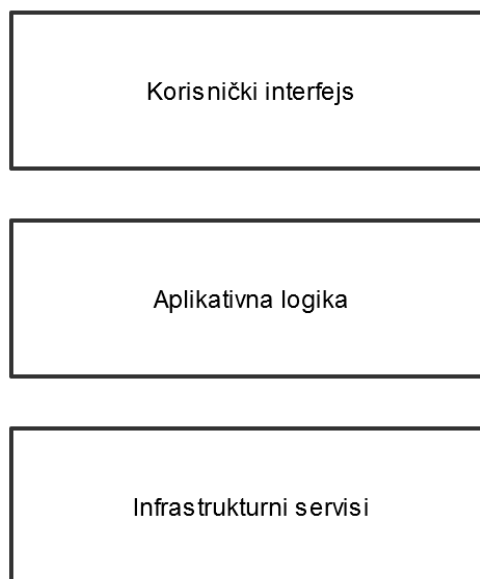 Korisnički interfejs
Aplikativna logika
Infrastrukturni servisi